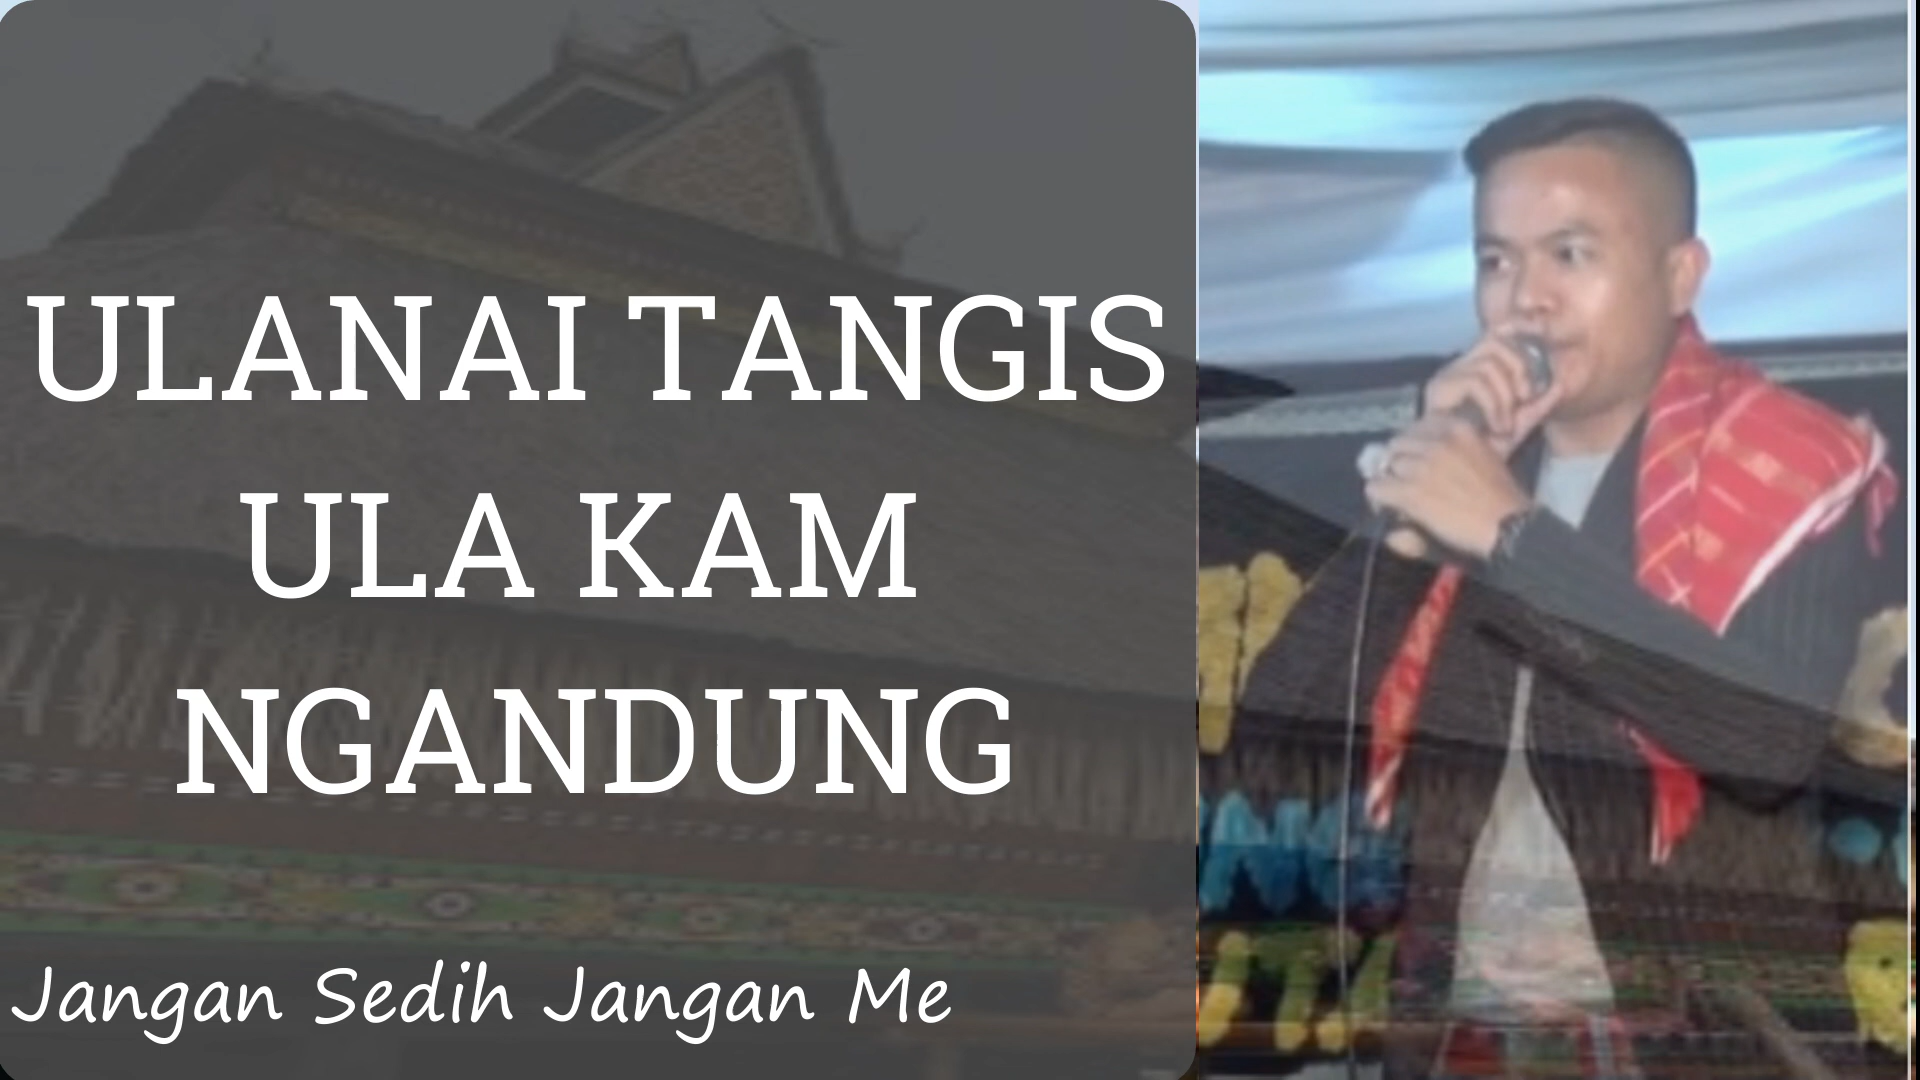 ULANAI TANGIS
ULA KAM
NGANDUNG
Jangan Sedih Jangan Me